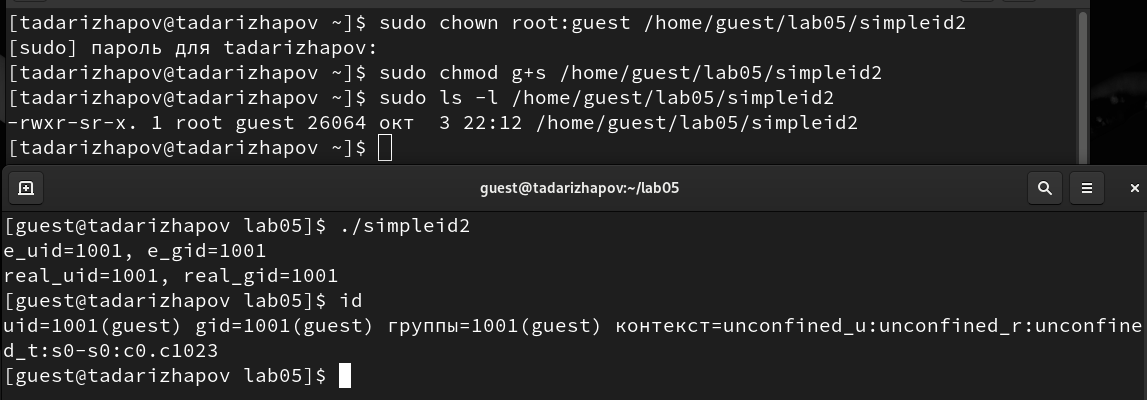 [tadarizhapov@tadarizhapov ~]$ sudo chown root:guest /home/guest/lab05/simpleid2
[sudo] пароль для tadarizhapov:
[tadarizhapov@tadarizhapov ~]$ sudo chmod g+s /home/guest/lab05/simpleid2
[tadarizhapov@tadarizhapov ~]$ sudo ls -l /home/guest/lab05/simpleid2
-rwxr-sr-x. 1 root guest 26064 окт  3 22:12 /home/guest/lab05/simpleid2
[tadarizhapov@tadarizhapov ~]$
guest@tadarizhapov:~/lab05
[guest@tadarizhapov lab05]$ ./simpleid2
e_uid=1001, e_gid=1001
real_uid=1001, real_gid=1001
[guest@tadarizhapov lab05]$ id
uid=1001(guest) gid=1001(guest) группы=1001(guest) контекст=unconfined_u:unconfined_r:unconfine
d_t:s0-s0:c0.c1023
[guest@tadarizhapov lab05]$